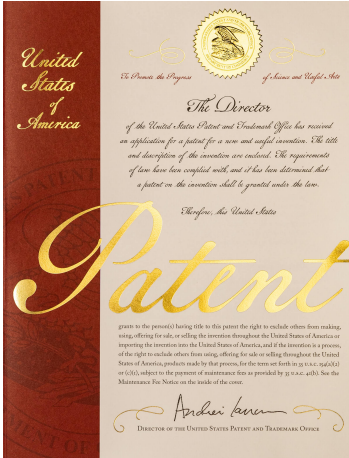 United
States
of
America
To Promote the Progress of Science and Useful Arts
The Director
of the United States Patent and Trademark Office has received
an application for a patent for a new and useful invention. The title
and description of the invention are enclosed. The requirements
of law have been complied with, and it has been determined that
a patent on the invention shall be granted under the law.
Therefore, this United States
Patent
grants to the person(s) having title to this patent the right to exclude others from making,
using, offering for sale, or selling the invention throughout the United States of America or
importing the invention into the United States of America, and if the invention is a process,
of the right to exclude others from using, offering for sale or selling throughout the United
States of America, products made by that process, for the term set forth in 35 U.S.C. 154(a)(2)
or (c)(1), subject to the payment of maintenance fees as provided by 35 U.S.C. 41(b). See the
Maintenance Fee Notice on the inside of the cover.
Andrei Iancu
Director of the United States Patent and Trademark Office